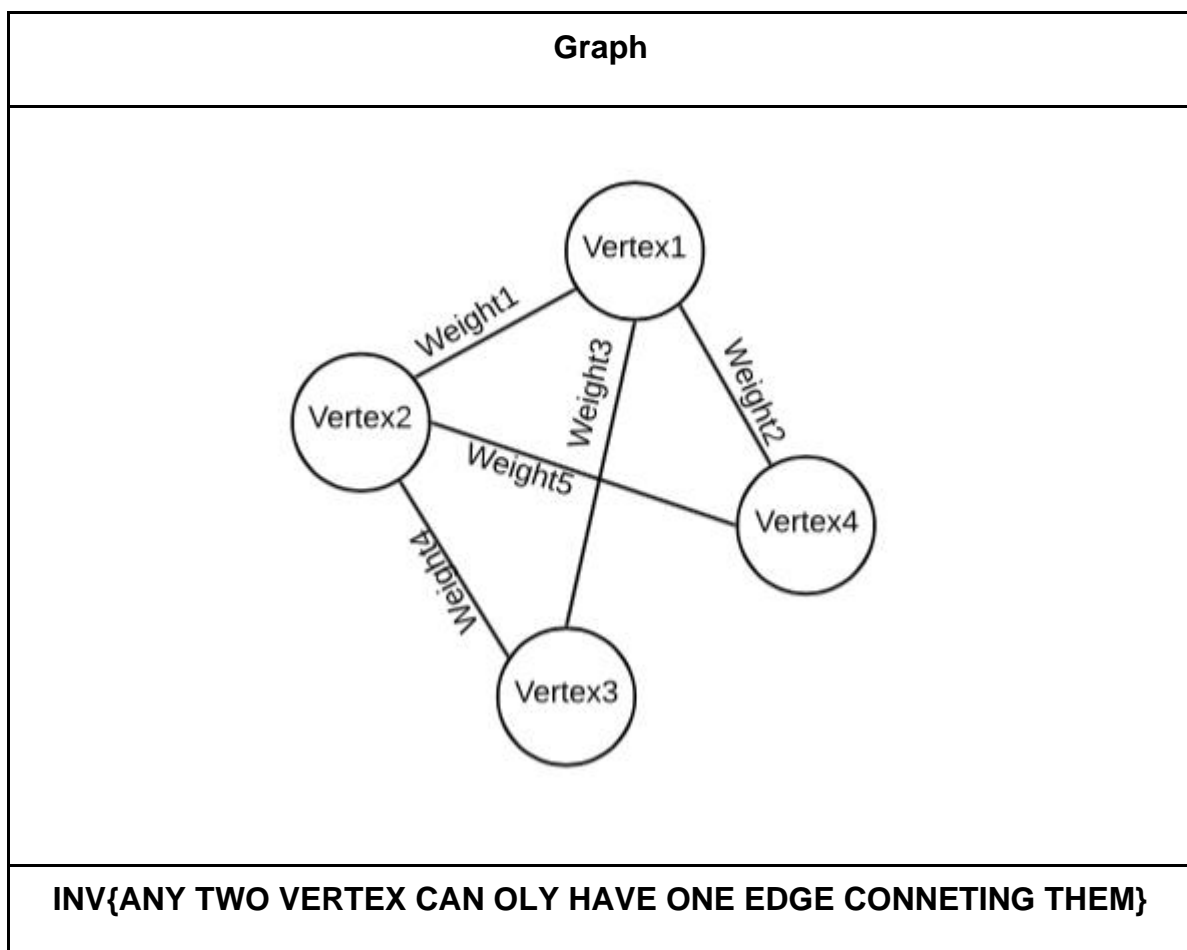 Graph
Vertex1
Weight1
Weight3
Weight2
Vertex2
Weight5
Vertex4
Weight4
Vertex3
INV{ANY TWO VERTEX CAN OLY HAVE ONE EDGE CONNETING THEM}